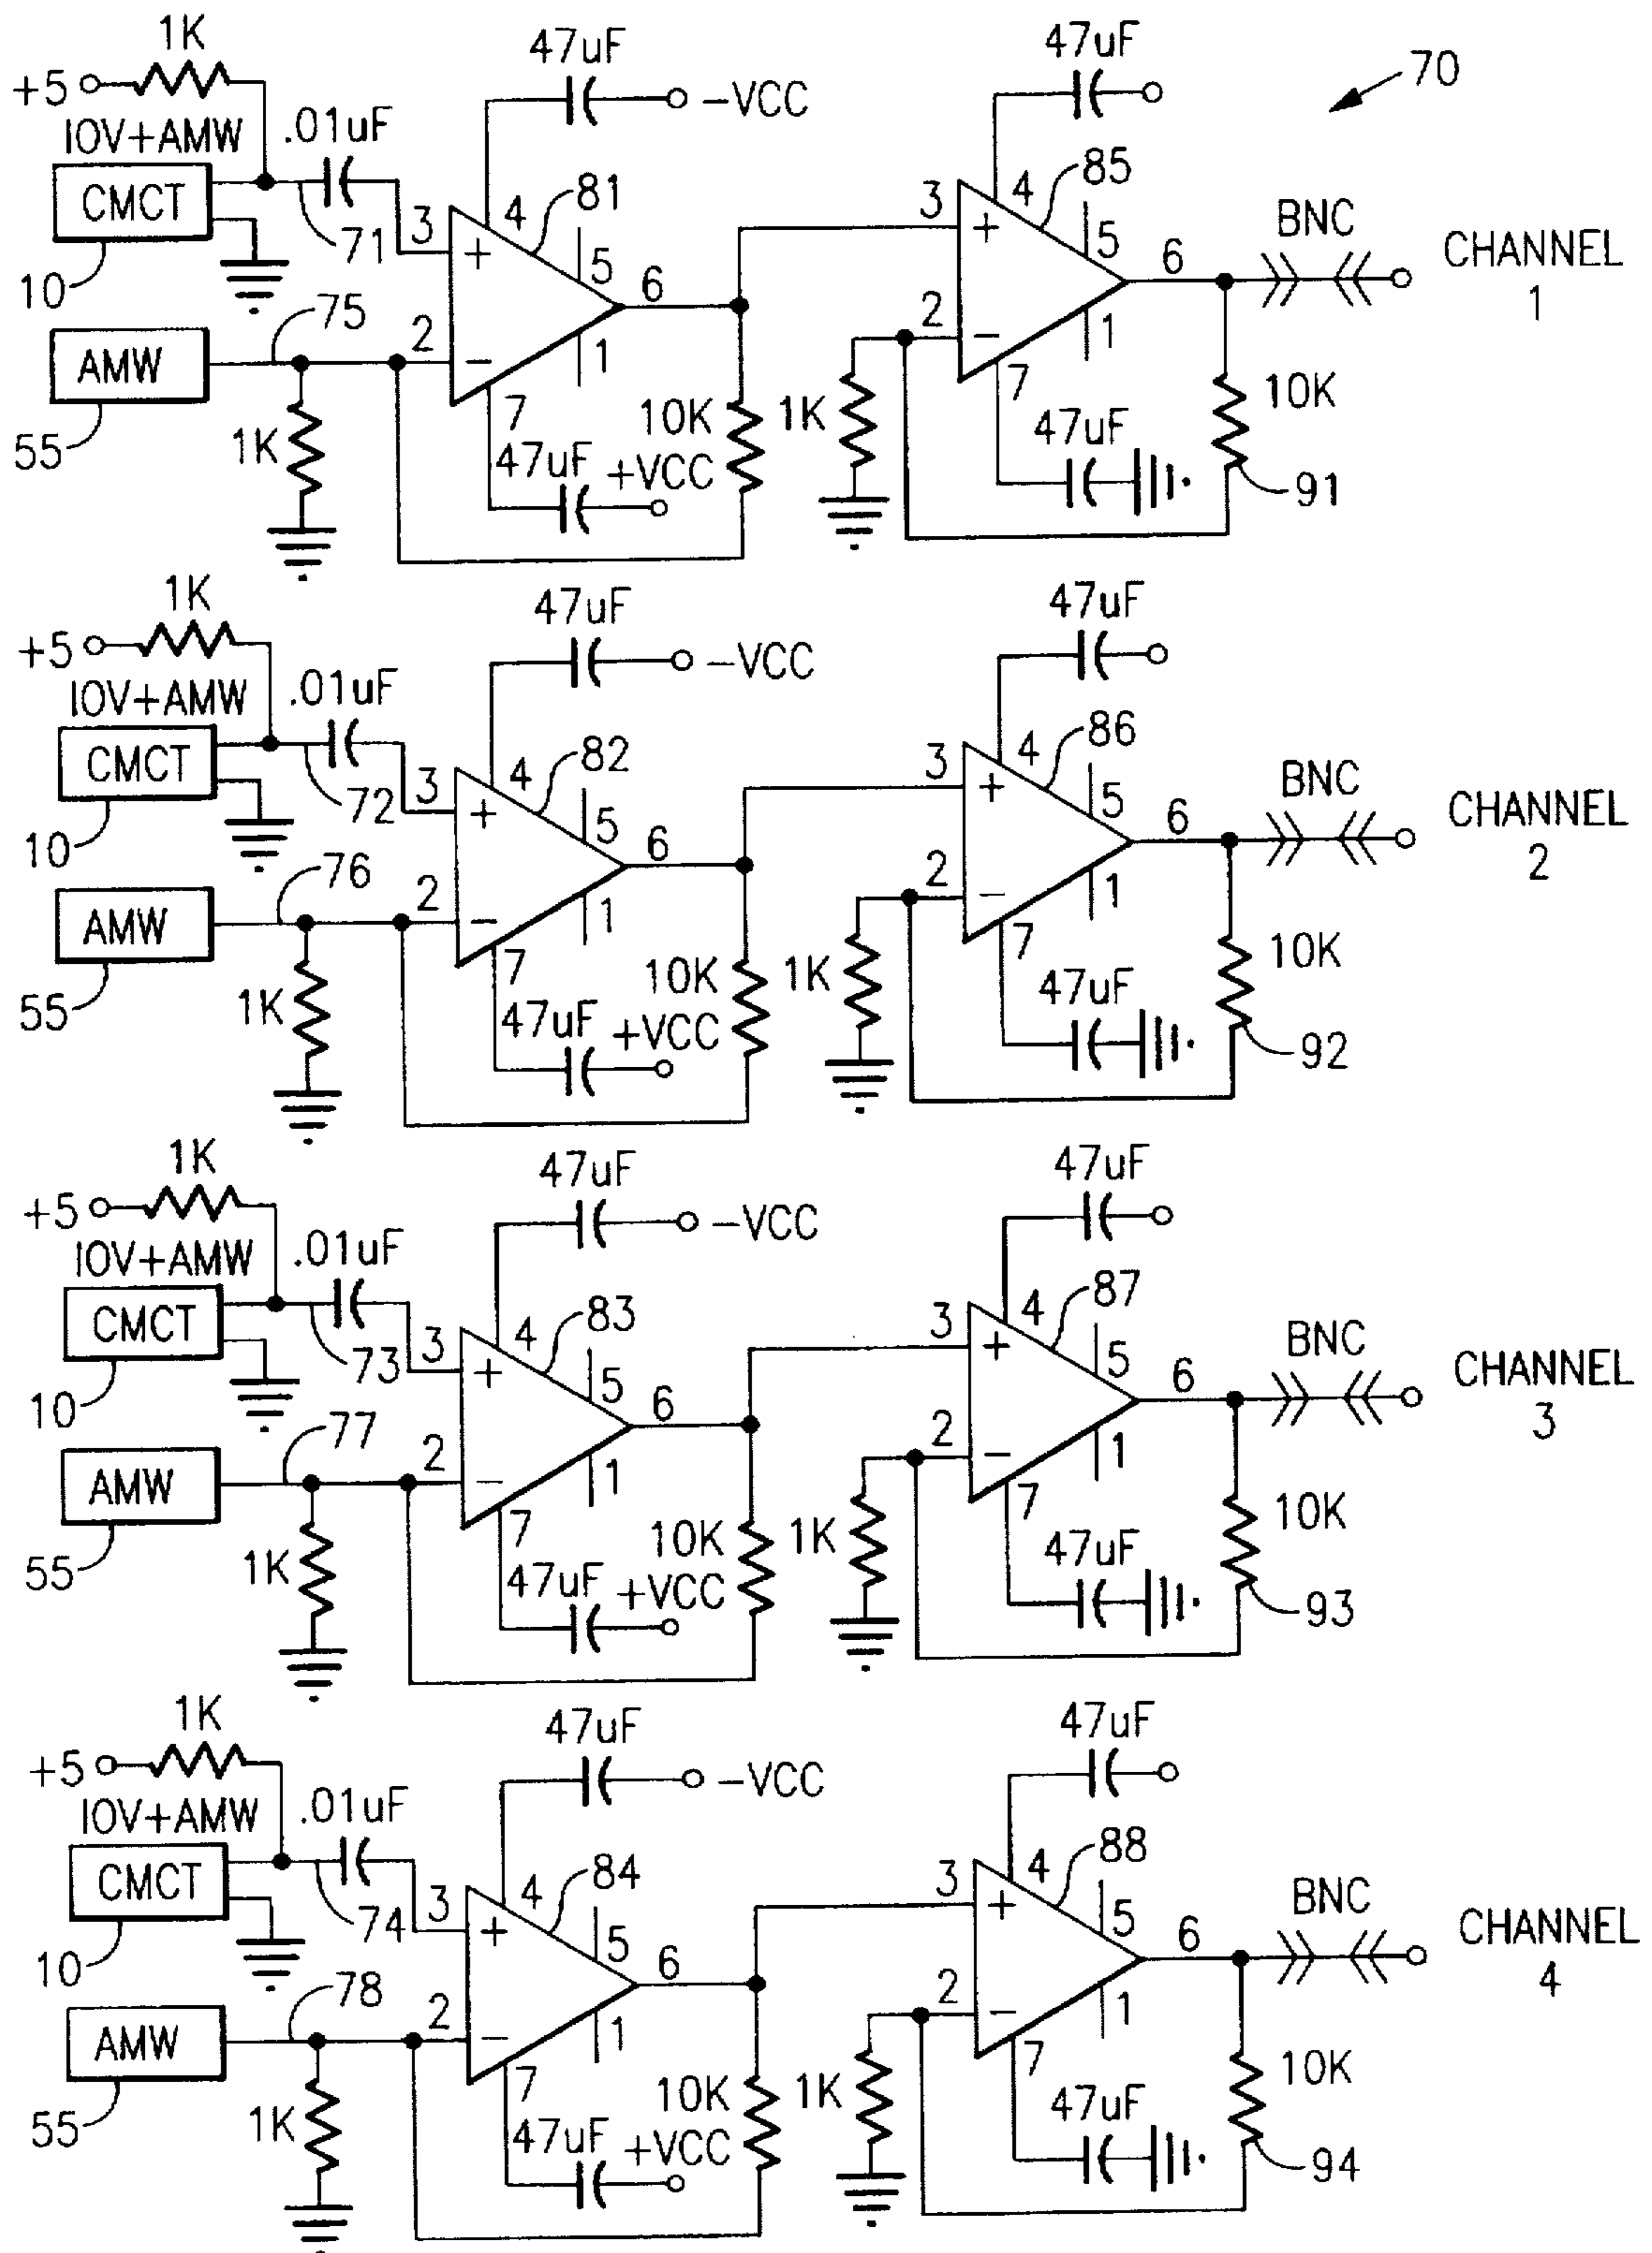 1K
47uF
47uF
70
+5
-VCC
10V+AMW
.01uF
CMCT
3
4
81
3
4
85
BNC
CHANNEL
1
71
+
5
+
5
10
6
6
75
2
-
1
2
-
1
AMW
7
7
10K
10K
1K
55
1K
47uF
+VCC
47uF
91
1K
47uF
47uF
+5
-VCC
10V+AMW
.01uF
CMCT
3
4
82
3
4
86
BNC
CHANNEL
2
72
+
5
+
5
10
6
6
76
2
-
1
2
-
1
AMW
7
7
10K
10K
1K
55
1K
47uF
+VCC
47uF
92
1K
47uF
47uF
+5
-VCC
10V+AMW
.01uF
CMCT
3
4
83
3
4
87
BNC
CHANNEL
3
73
+
5
+
5
10
6
6
77
2
-
1
2
-
1
AMW
7
7
10K
10K
1K
55
1K
47uF
+VCC
47uF
93
1K
47uF
47uF
+5
-VCC
10V+AMW
.01uF
CMCT
3
4
84
3
4
88
BNC
CHANNEL
4
74
+
5
+
5
10
6
6
78
2
-
1
2
-
1
AMW
7
7
10K
10K
1K
55
1K
47uF
+VCC
47uF
94